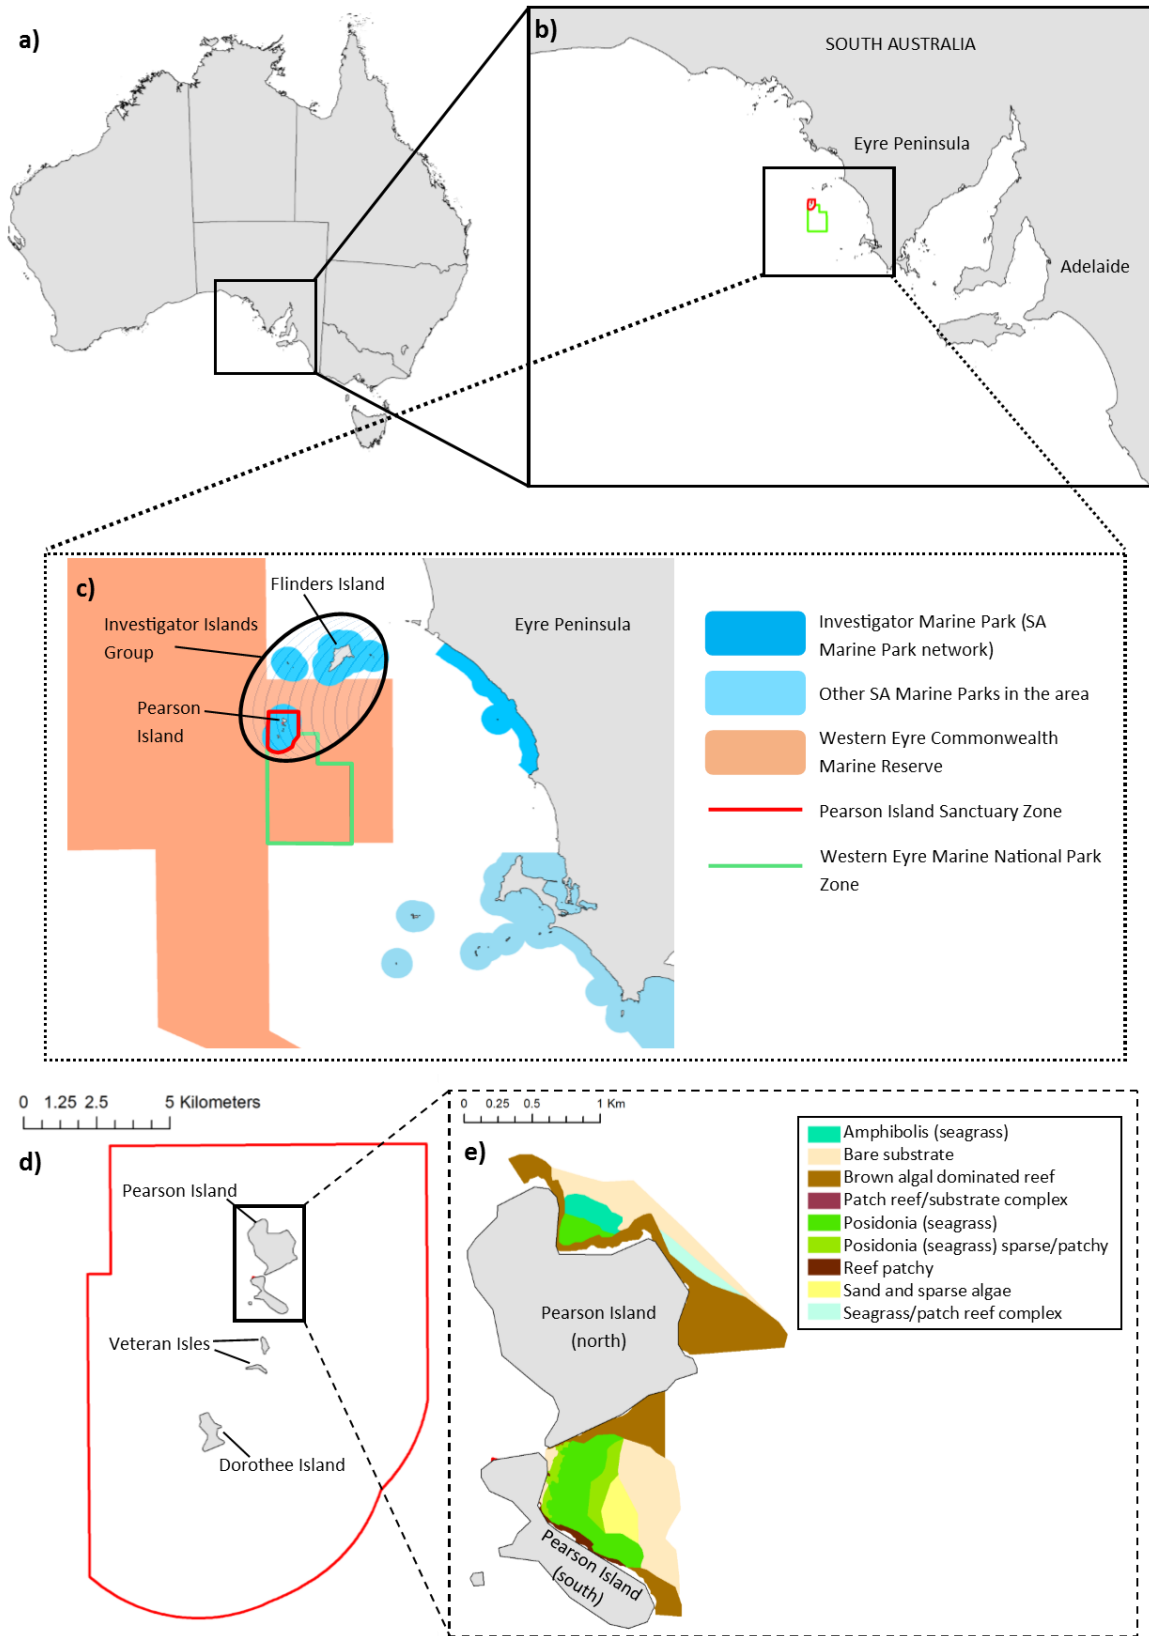 a)
b)
SOUTH AUSTRALIA
Eyre Peninsula
Adelaide
c)
Flinders Island
Investigator Islands
Group
Eyre Peninsula
Pearson
Island
Investigator Marine Park (SA
Marine Park network)
Other SA Marine Parks in the area
Western Eyre Commonwealth
Marine Reserve
Pearson Island Sanctuary Zone
Western Eyre Marine National Park
Zone
0 1.25 2.5 5 Kilometers
d)
Pearson Island
Veteran Isles
Dorothee Island
0 0.25 0.5 1 Km
e)
Amphibolis (seagrass)
Bare substrate
Brown algal dominated reef
Patch reef/substrate complex
Posidonia (seagrass)
Posidonia (seagrass) sparse/patchy
Reef patchy
Sand and sparse algae
Seagrass/patch reef complex
Pearson Island
(north)
Pearson Island
(south)